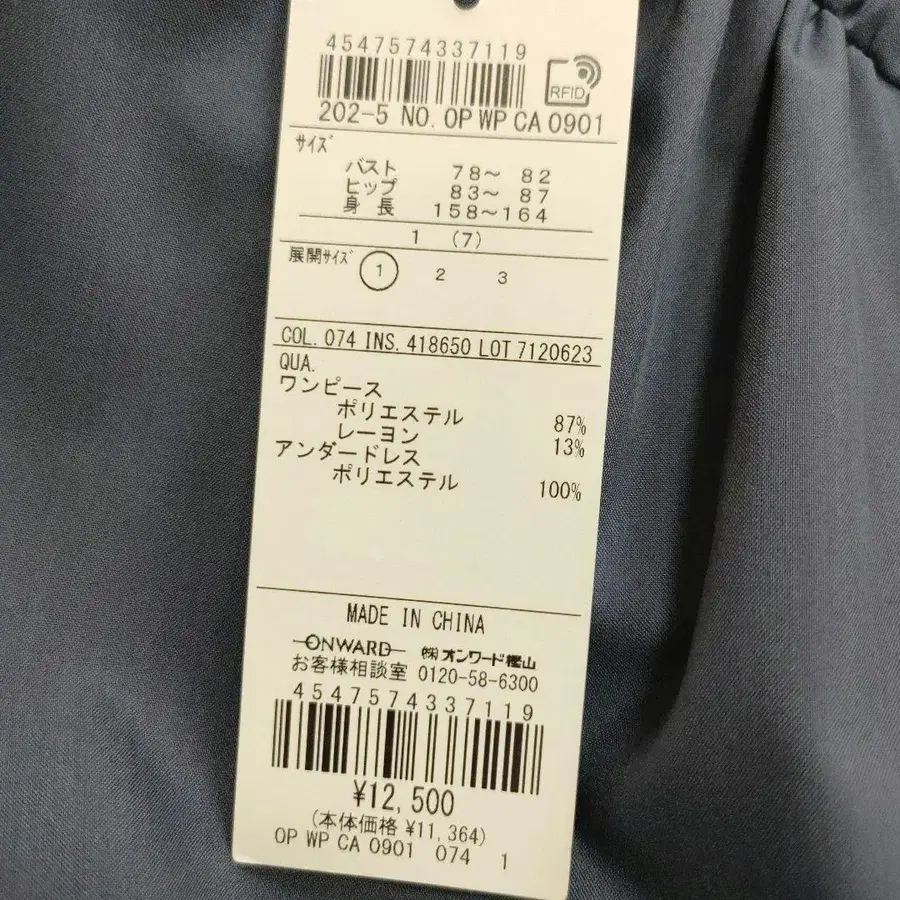 4547574337119
RFID
202-5 NO. OP WP CA 0901
サイズ
バスト 78～ 82
ヒップ 83～ 87
身 長 158～164
1 (7)
展開サイズ 1 2 3
COL. 074 INS. 418650 LOT 7120623
QUA.
ワンピース
ポリエステル 87%
レーヨン 13%
アンダードレス
ポリエステル 100%
MADE IN CHINA
ONWARD ㈱オンワード樫山
お客様相談室 0120-58-6300
4547574337119
¥12,500
(本体価格 ¥11,364)
OP WP CA 0901 074 1